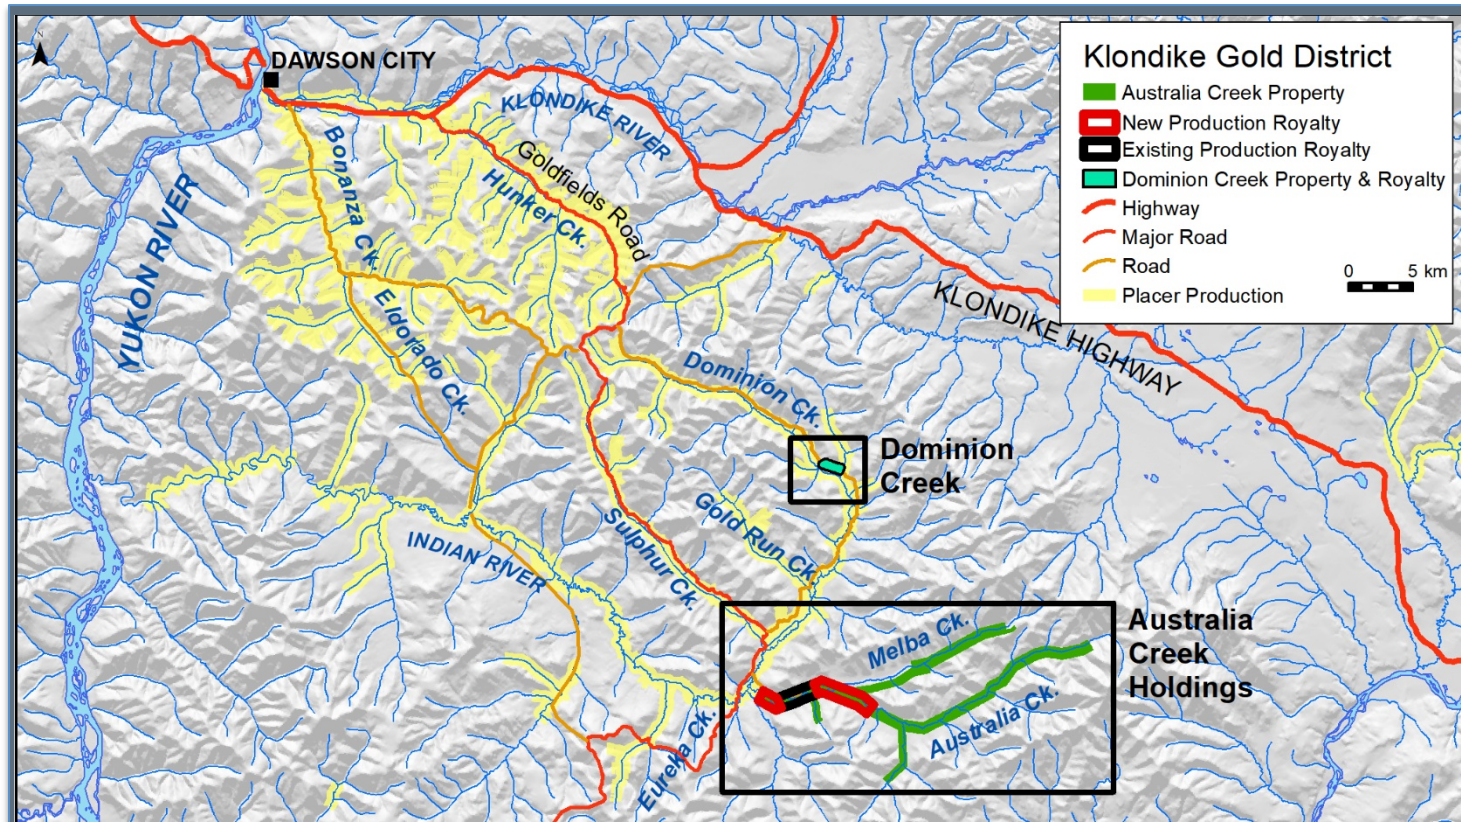 DAWSON CITY
KLONDIKE RIVER
Bonanza Ck.
Hunker Ck.
Goldfields Road
YUKON RIVER
Eldorado Ck.
Dominion Ck.
KLONDIKE HIGHWAY
Dominion
Creek
Gold Run Ck.
Sulphur Ck.
INDIAN RIVER
Eureka Ck.
Melba Ck.
Australia Ck.
Australia
Creek
Holdings
Klondike Gold District
Australia Creek Property
New Production Royalty
Existing Production Royalty
Dominion Creek Property & Royalty
Highway
Major Road
Road
Placer Production
0 5 km